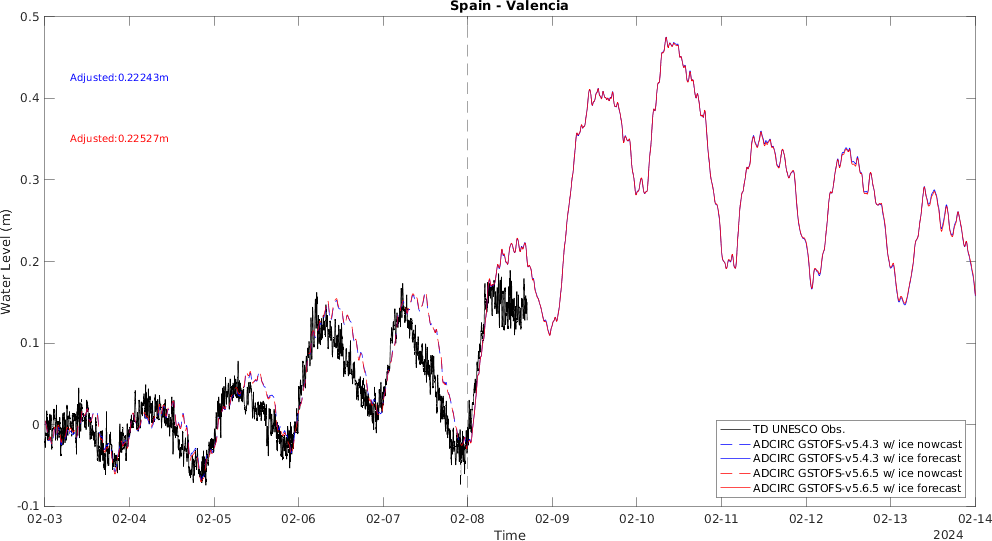 Spain - Valencia
0.5
0.4
0.3
0.2
0.1
0
-0.1
Water Level (m)
Adjusted:0.22243m
Adjusted:0.22527m
TD UNESCO Obs.
ADCIRC GSTOFS-v5.4.3 w/ ice nowcast
ADCIRC GSTOFS-v5.4.3 w/ ice forecast
ADCIRC GSTOFS-v5.6.5 w/ ice nowcast
ADCIRC GSTOFS-v5.6.5 w/ ice forecast
02-03 02-04 02-05 02-06 02-07 02-08 02-09 02-10 02-11 02-12 02-13 02-14
Time
2024